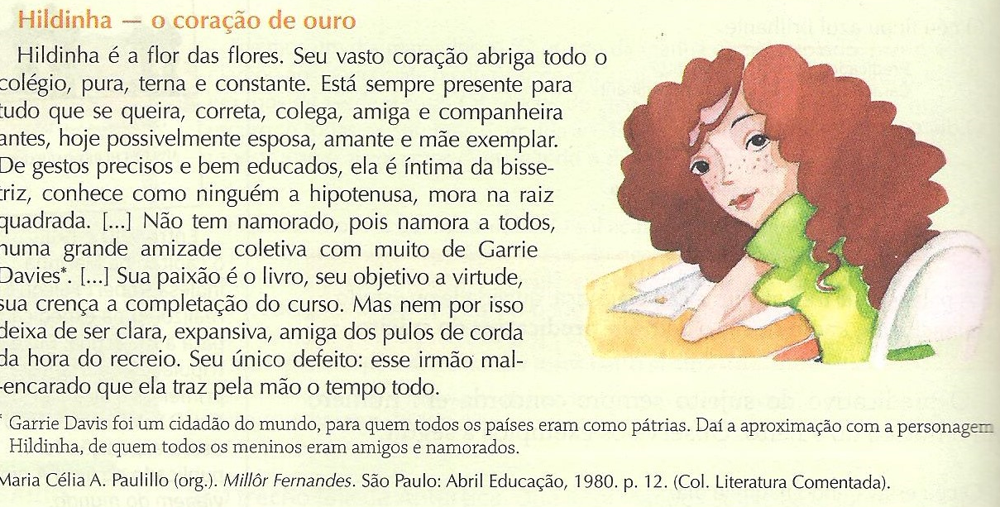 Hildinha — o coração de ouro
Hildinha é a flor das flores. Seu vasto coração abriga todo o
colégio, pura, terna e constante. Está sempre presente para
tudo que se queira, correta, colega, amiga e companheira
antes, hoje possivelmente esposa, amante e mãe exemplar.
De gestos precisos e bem educados, ela é íntima da bisse-
triz, conhece como ninguém a hipotenusa, mora na raiz
quadrada. [...] Não tem namorado, pois namora a todos,
numa grande amizade coletiva com muito de Garrie
Davies*. [...] Sua paixão é o livro, seu objetivo a virtude,
sua crença a completação do curso. Mas nem por isso
deixa de ser clara, expansiva, amiga dos pulos de corda
da hora do recreio. Seu único defeito: esse irmão mal-
-encarado que ela traz pela mão o tempo todo.
* Garrie Davis foi um cidadão do mundo, para quem todos os países eram como pátrias. Daí a aproximação com a personagem
Hildinha, de quem todos os meninos eram amigos e namorados.
Maria Célia A. Paulillo (org.). Millôr Fernandes. São Paulo: Abril Educação, 1980. p. 12. (Col. Literatura Comentada).